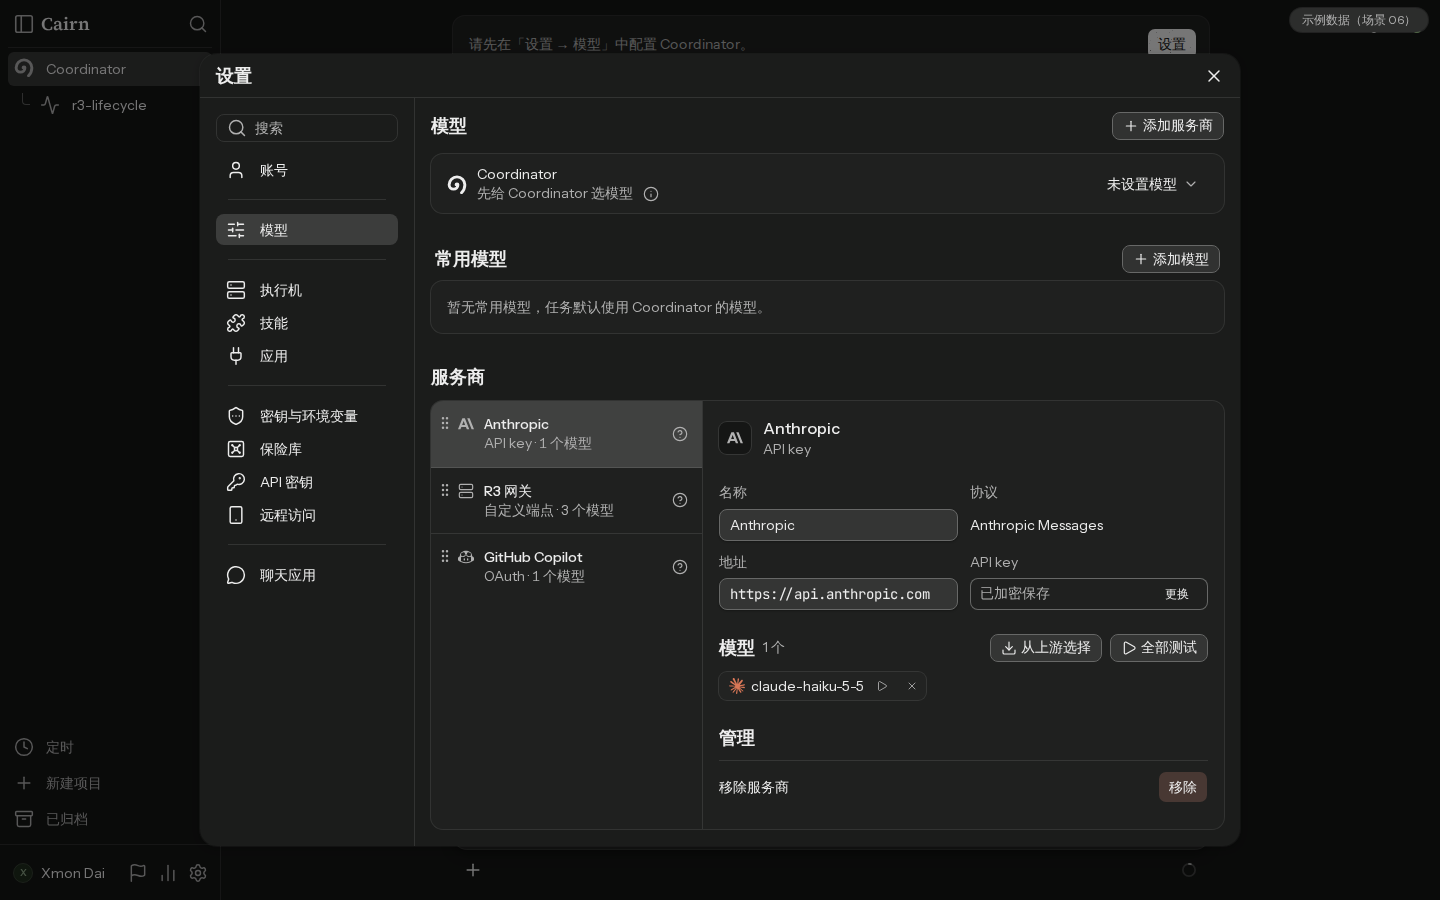 Cairn
Coordinator
r3-lifecycle
定时
新建项目
已归档
X
Xmon Dai
请先在「设置 → 模型」中配置 Coordinator。
设置
示例数据（场景 06）
设置
搜索
账号
模型
执行机
技能
应用
密钥与环境变量
保险库
API 密钥
远程访问
聊天应用
模型
添加服务商
Coordinator
先给 Coordinator 选模型
未设置模型
常用模型
添加模型
暂无常用模型，任务默认使用 Coordinator 的模型。
服务商
Anthropic
API key · 1 个模型
R3 网关
自定义端点 · 3 个模型
GitHub Copilot
OAuth · 1 个模型
Anthropic
API key
名称
协议
Anthropic
Anthropic Messages
地址
API key
https://api.anthropic.com
已加密保存
更换
模型 1 个
从上游选择
全部测试
claude-haiku-5-5
管理
移除服务商
移除